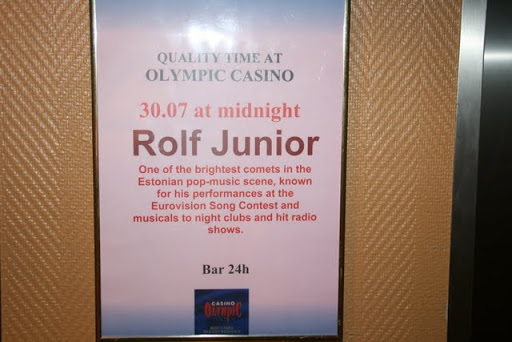 QUALITY TIME AT
OLYMPIC CASINO
30.07 at midnight
Rolf Junior
One of the brightest comets in the
Estonian pop-music scene, known
for his performances at the
Eurovision Song Contest and
musicals to night clubs and hit radio
shows.
Bar 24h
CASINO
OLYMPIC